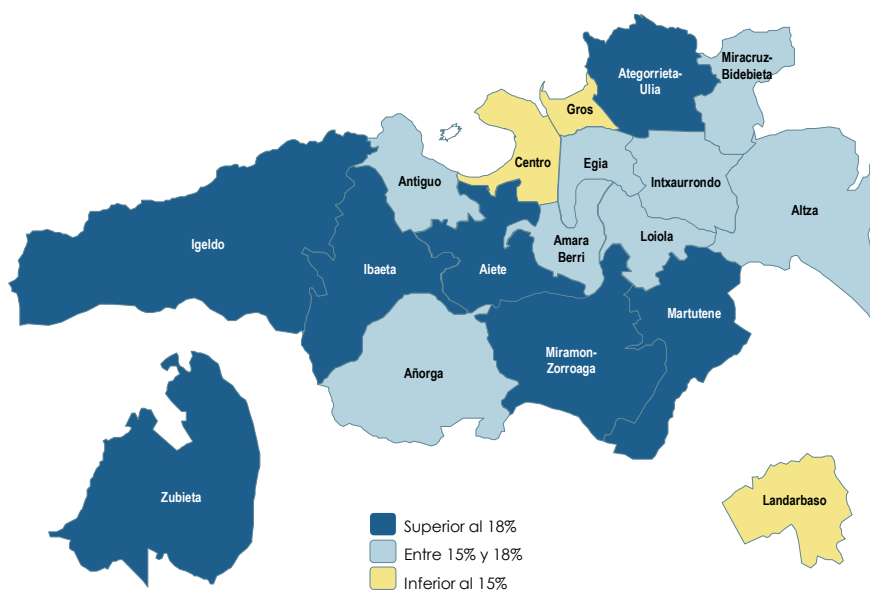 Miracruz-
Bidebieta
Ategorrieta-
Ulia
Gros
Centro
Egia
Antiguo
Intxaurrondo
Altza
Igeldo
Amara
Berri
Loiola
Ibaeta
Aiete
Martutene
Miramon-
Zorroaga
Añorga
Zubieta
Landarbaso
Superior al 18%
Entre 15% y 18%
Inferior al 15%